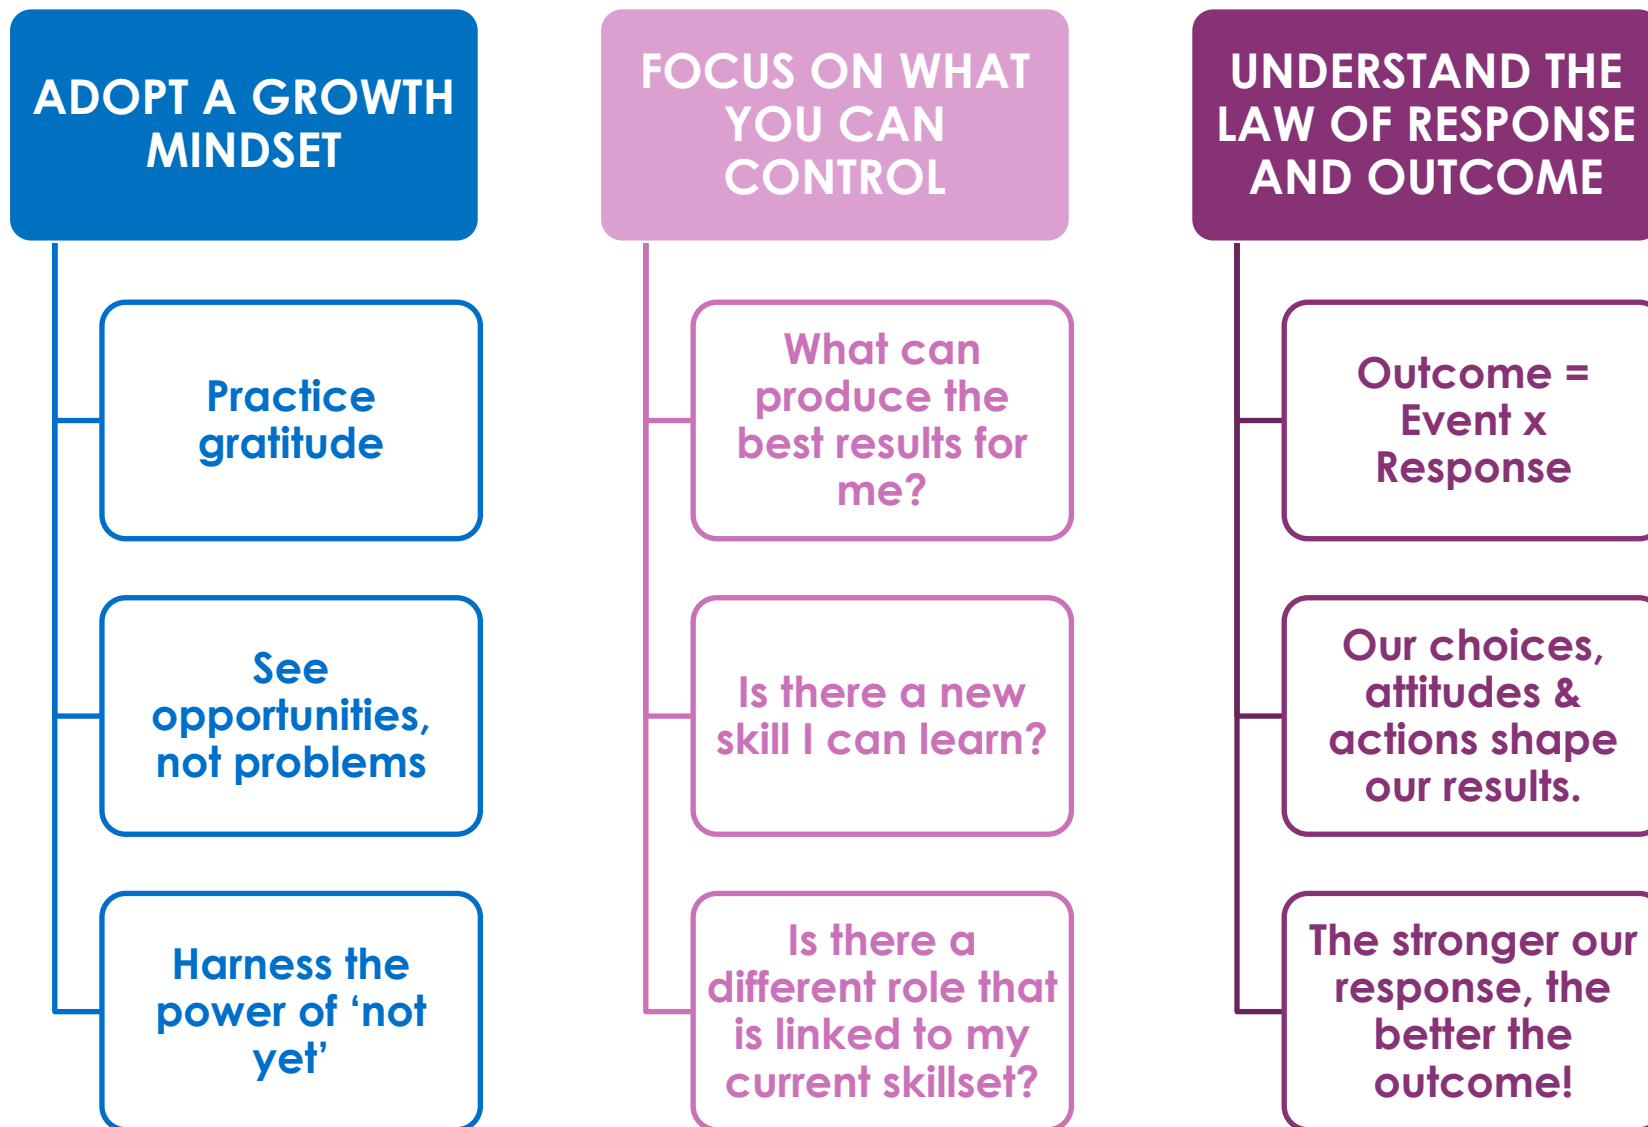 ADOPT A GROWTH
MINDSET
Practice
gratitude
See
opportunities,
not problems
Harness the
power of ‘not
yet’
FOCUS ON WHAT
YOU CAN
CONTROL
What can
produce the
best results for
me?
Is there a new
skill I can learn?
Is there a
different role that
is linked to my
current skillset?
UNDERSTAND THE
LAW OF RESPONSE
AND OUTCOME
Outcome =
Event x
Response
Our choices,
attitudes &
actions shape
our results.
The stronger our
response, the
better the
outcome!